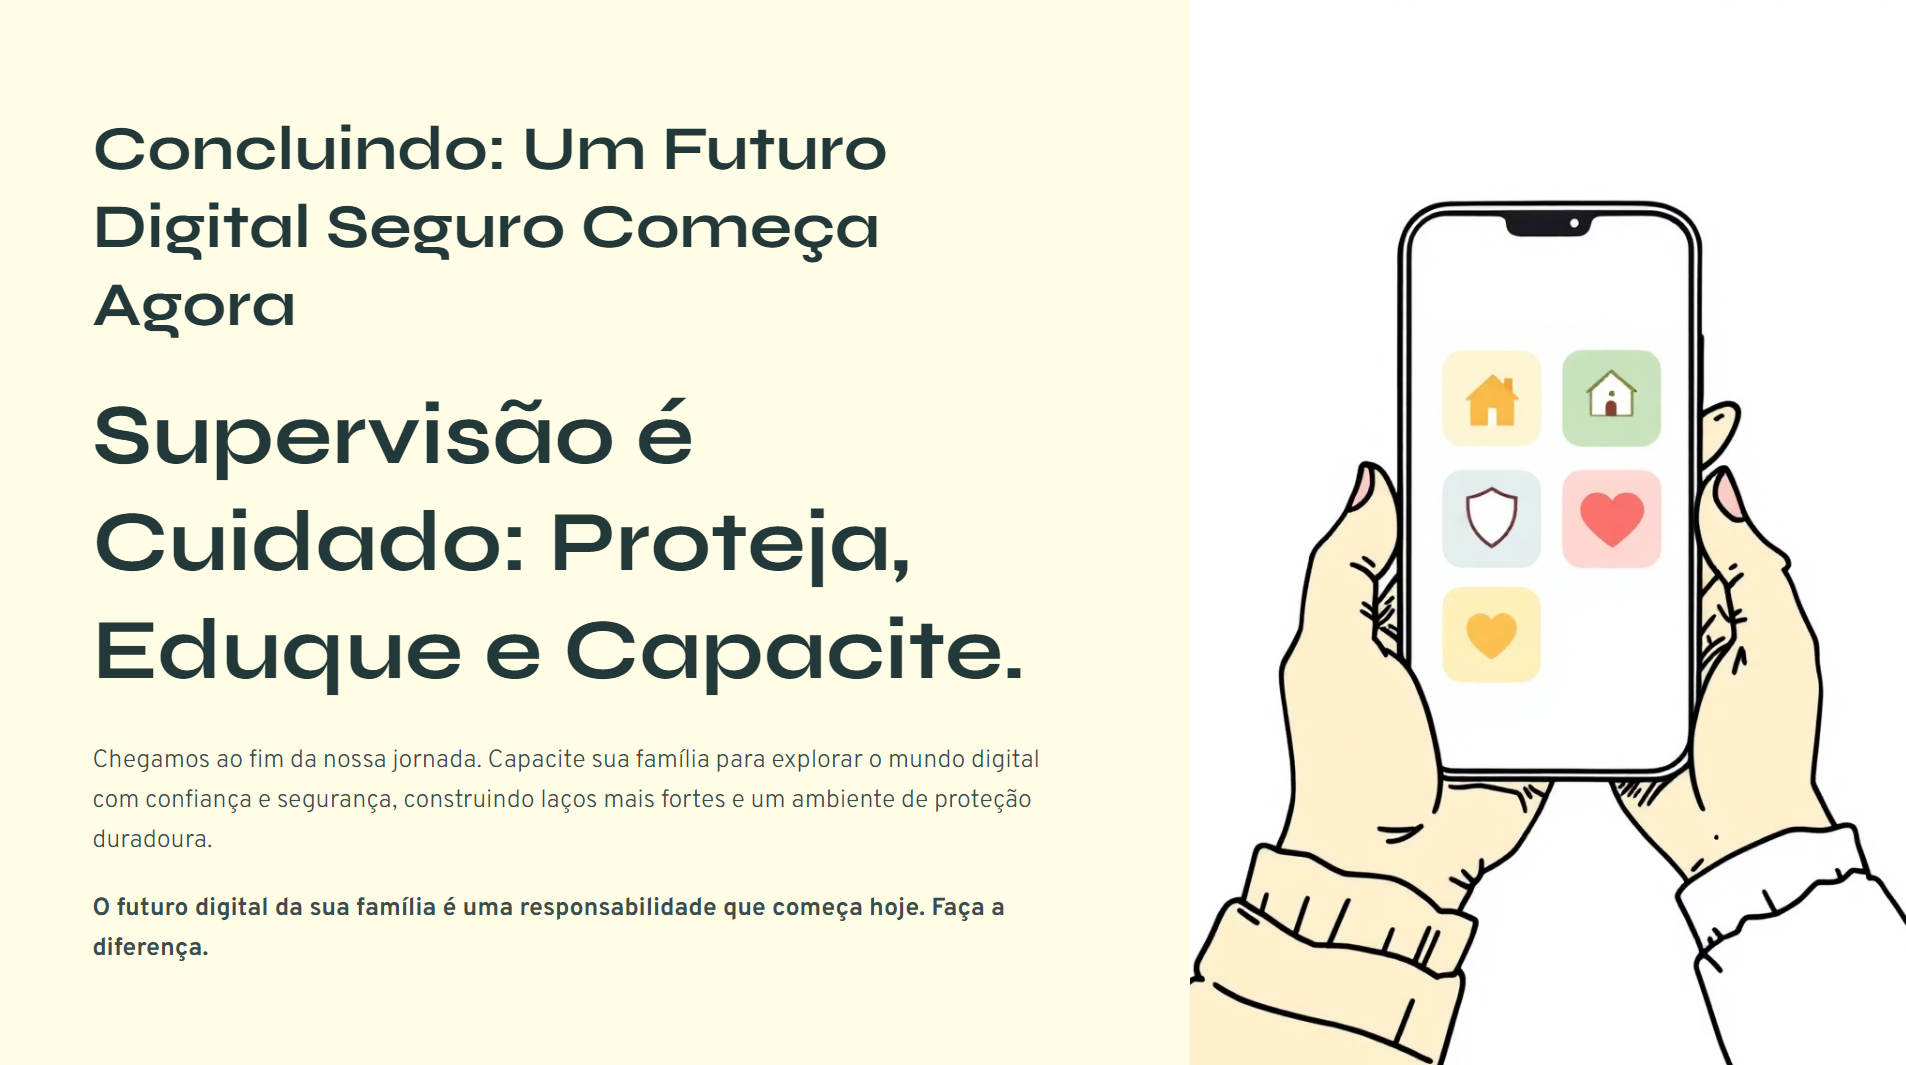 Concluindo: Um Futuro
Digital Seguro Começa
Agora
Supervisão é
Cuidado: Proteja,
Eduque e Capacite.
Chegamos ao fim da nossa jornada. Capacite sua família para explorar o mundo digital
com confiança e segurança, construindo laços mais fortes e um ambiente de proteção
duradoura.
O futuro digital da sua família é uma responsabilidade que começa hoje. Faça a
diferença.